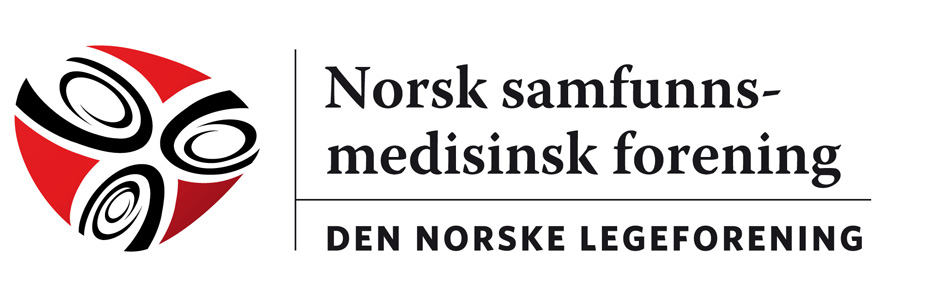 Norsk samfunns-
medisinsk forening
DEN NORSKE LEGEFORENING